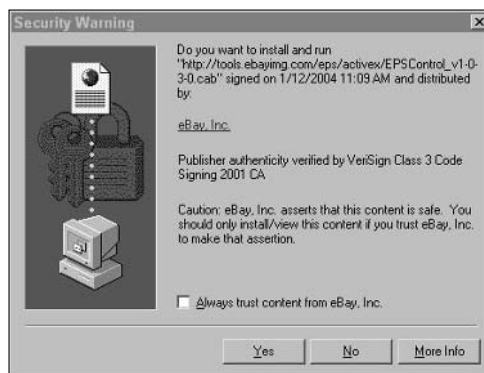 Security Warning
Do you want to install and run
"http://tools.ebayimg.com/eps/activex/EPSControl_v1-0-
3-0.cab" signed on 1/12/2004 11:09 AM and distributed
by:
eBay, Inc.
Publisher authenticity verified by VeriSign Class 3 Code
Signing 2001 CA
Caution: eBay, Inc. asserts that this content is safe. You
should only install/view this content if you trust eBay, Inc.
to make that assertion.
Always trust content from eBay, Inc.
Yes No More Info